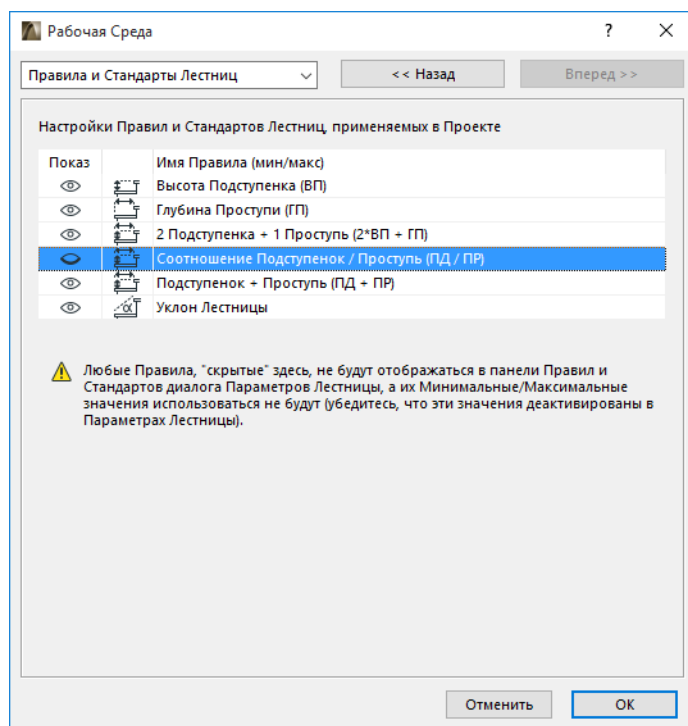 Рабочая Среда
?
Правила и Стандарты Лестниц
<< Назад
Вперед >>
Настройки Правил и Стандартов Лестниц, применяемых в Проекте
Показ Имя Правила (мин/макс)
Высота Подступенка (ВП)
Глубина Проступи (ГП)
2 Подступенка + 1 Проступь (2*ВП + ГП)
Соотношение Подступенок / Проступь (ПД / ПР)
Подступенок + Проступь (ПД + ПР)
α Уклон Лестницы
Любые Правила, "скрытые" здесь, не будут отображаться в панели Правил и
Стандартов диалога Параметров Лестницы, а их Минимальные/Максимальные
значения использоваться не будут (убедитесь, что эти значения деактивированы в
Параметрах Лестницы).
Отменить
ОК